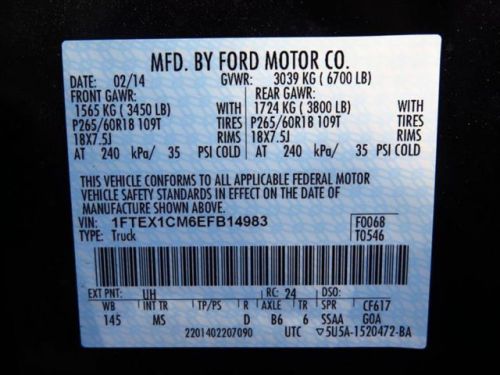 MFD. BY FORD MOTOR CO.
DATE: 02/14 GVWR: 3039 KG ( 6700 LB)
FRONT GAWR: REAR GAWR:
1565 KG ( 3450 LB) WITH 1724 KG ( 3800 LB) WITH
P265/60R18 109T TIRES P265/60R18 109T TIRES
18X7.5J RIMS 18X7.5J RIMS
AT 240 kPa/ 35 PSI COLD AT 240 kPa/ 35 PSI COLD
THIS VEHICLE CONFORMS TO ALL APPLICABLE FEDERAL MOTOR
VEHICLE SAFETY STANDARDS IN EFFECT ON THE DATE OF
MANUFACTURE SHOWN ABOVE.
VIN: 1FTEX1CM6EFB14983 F0068
TYPE: Truck T0546
EXT PNT: UH RC: 24 DSO:
WB INT TR TP/PS R AXLE TR SPR CF617
145 MS D B6 6 SSAA GOA
2201402207090 UTC ▽5U5A-1520472-BA